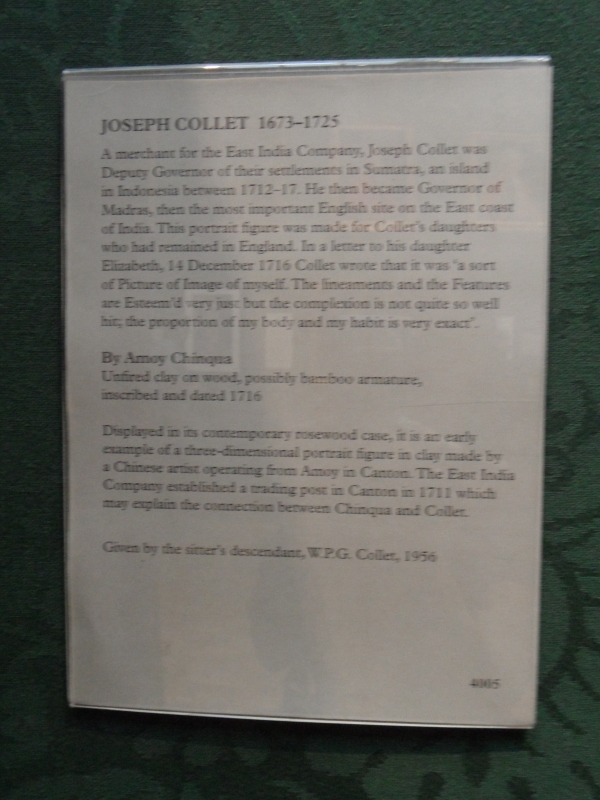 JOSEPH COLLET 1673–1725
A merchant for the East India Company, Joseph Collet was
Deputy Governor of their settlements in Sumatra, an island
in Indonesia between 1712–17. He then became Governor of
Madras, then the most important English site on the East coast
of India. This portrait figure was made for Collet's daughters
who had remained in England. In a letter to his daughter
Elizabeth, 14 December 1716 Collet wrote that it was 'a sort
of Picture of Image of myself. The lineaments and the Features
are Esteem'd very just but the complexion is not quite so well
hit; the proportion of my body and my habit is very exact'.
By Amoy Chinqua
Unfired clay on wood, possibly bamboo armature,
inscribed and dated 1716
Displayed in its contemporary rosewood case, it is an early
example of a three-dimensional portrait figure in clay made by
a Chinese artist operating from Amoy in Canton. The East India
Company established a trading post in Canton in 1711 which
may explain the connection between Chinqua and Collet.
Given by the sitter's descendant, W.P.G. Collet, 1956
4005